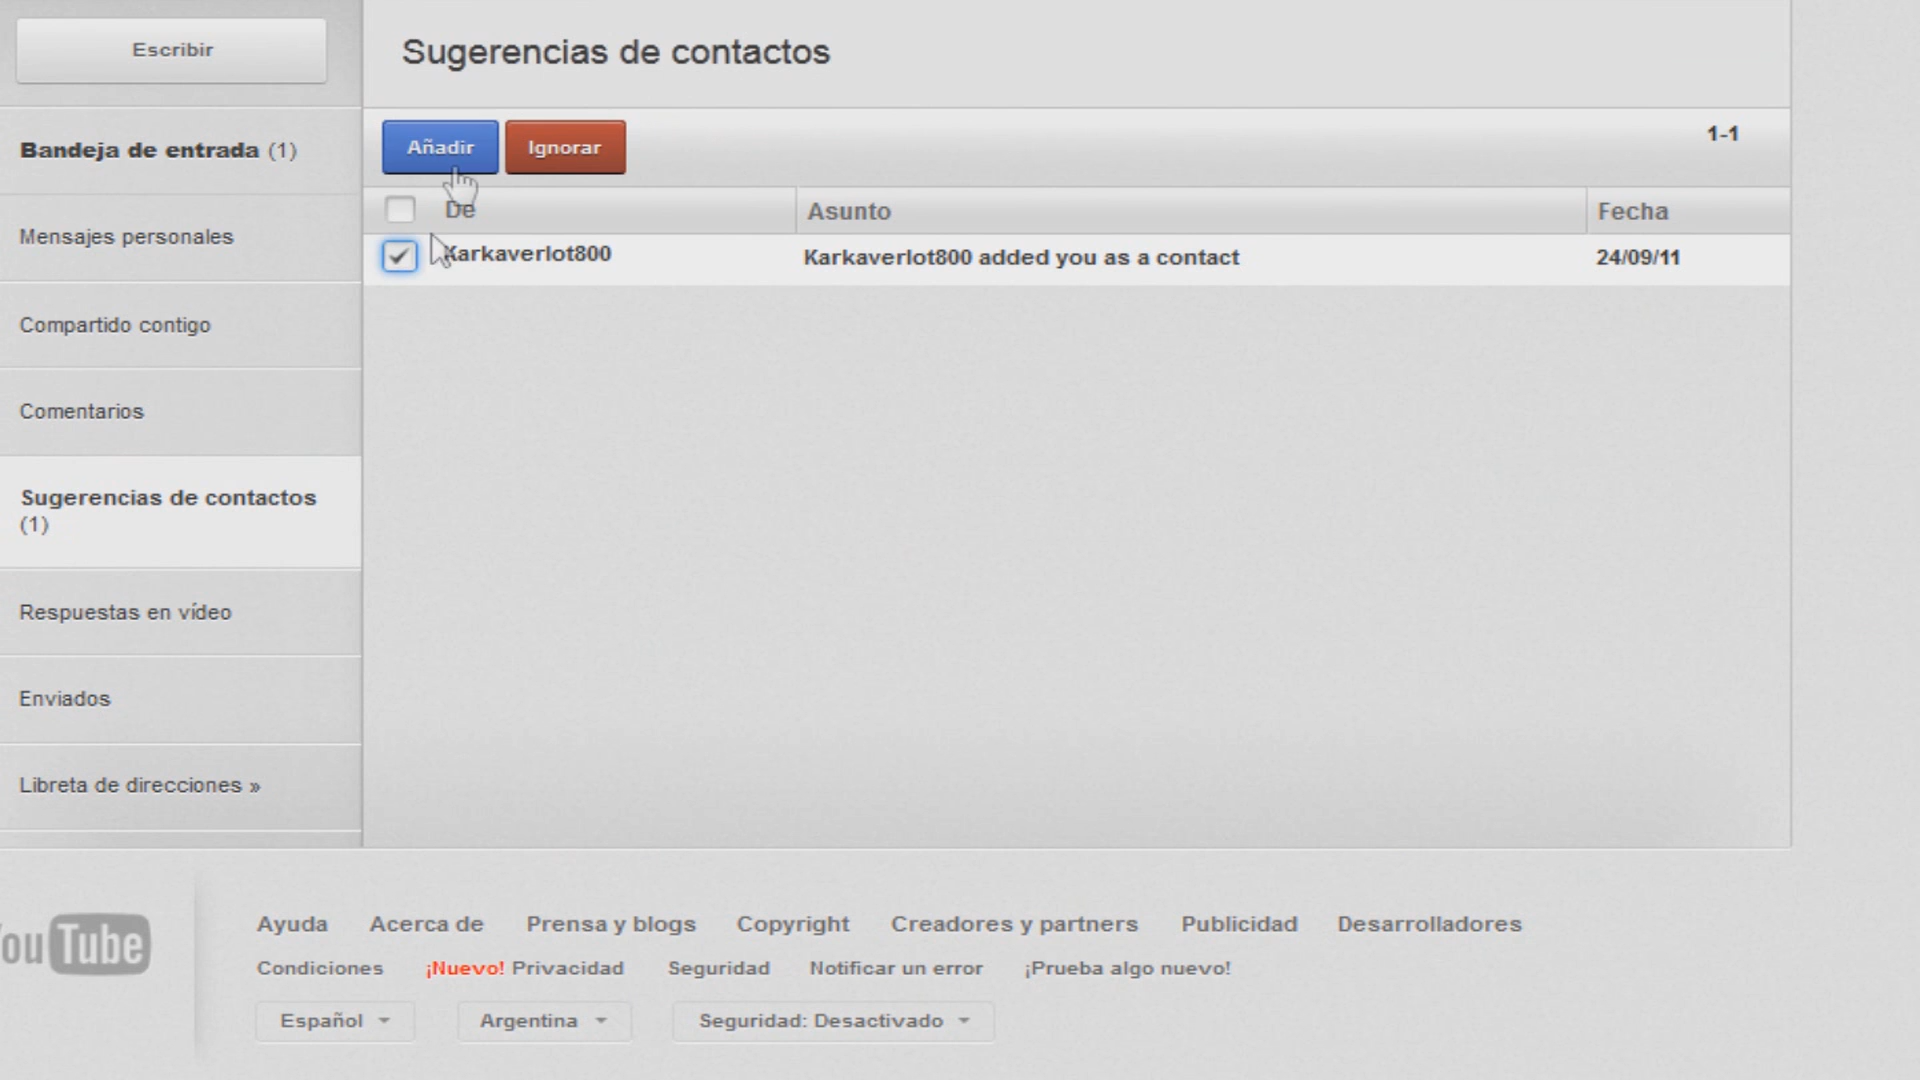 Escribir
Sugerencias de contactos
Añadir
Ignorar
1-1
Bandeja de entrada (1)
De
Asunto
Fecha
Mensajes personales
Karkaverlot800
Karkaverlot800 added you as a contact
24/09/11
Compartido contigo
Comentarios
Sugerencias de contactos
(1)
Respuestas en vídeo
Enviados
Libreta de direcciones »
Ayuda Acerca de Prensa y blogs Copyright Creadores y partners Publicidad Desarrolladores
ou Tube
Condiciones ¡Nuevo! Privacidad Seguridad Notificar un error ¡Prueba algo nuevo!
Español Argentina Seguridad: Desactivado